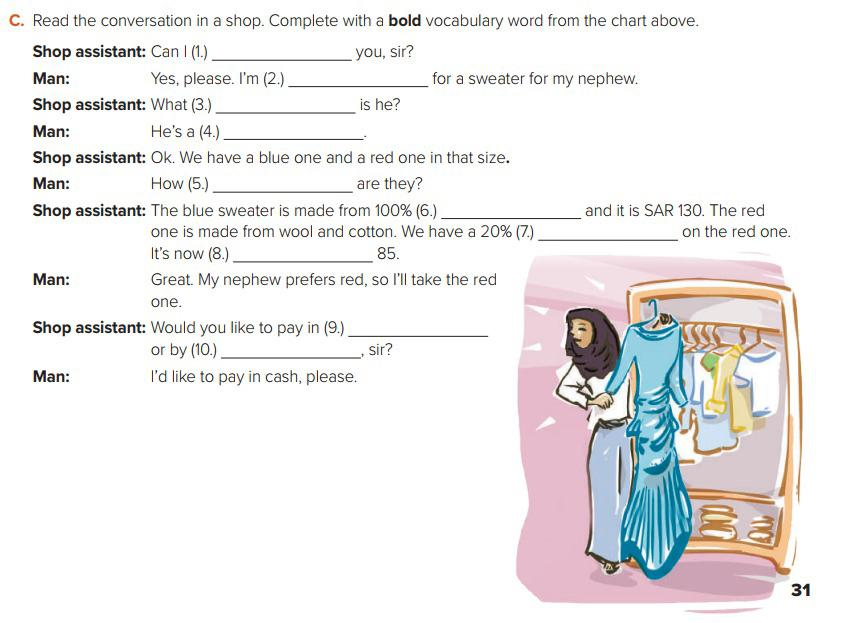 C. Read the conversation in a shop. Complete with a bold vocabulary word from the chart above.
Shop assistant: Can I (1.) ________________ you, sir?
Man: Yes, please. I'm (2.) ________________ for a sweater for my nephew.
Shop assistant: What (3.) ________________ is he?
Man: He's a (4.) ________________.
Shop assistant: Ok. We have a blue one and a red one in that size.
Man: How (5.) ________________ are they?
Shop assistant: The blue sweater is made from 100% (6.) ________________ and it is SAR 130. The red
one is made from wool and cotton. We have a 20% (7.) ________________ on the red one.
It's now (8.) ________________ 85.
Man: Great. My nephew prefers red, so I'll take the red
one.
Shop assistant: Would you like to pay in (9.) ________________
or by (10.) ________________, sir?
Man: I'd like to pay in cash, please.
31